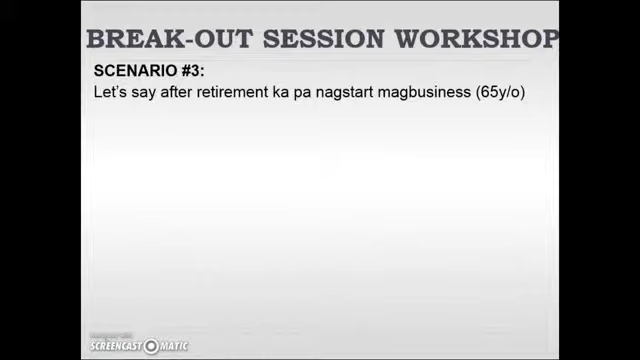 BREAK-OUT SESSION WORKSHOP
SCENARIO #3:
Let's say after retirement ka pa nagstart magbusiness (65y/o)
SCREENCAST-O-MATIC